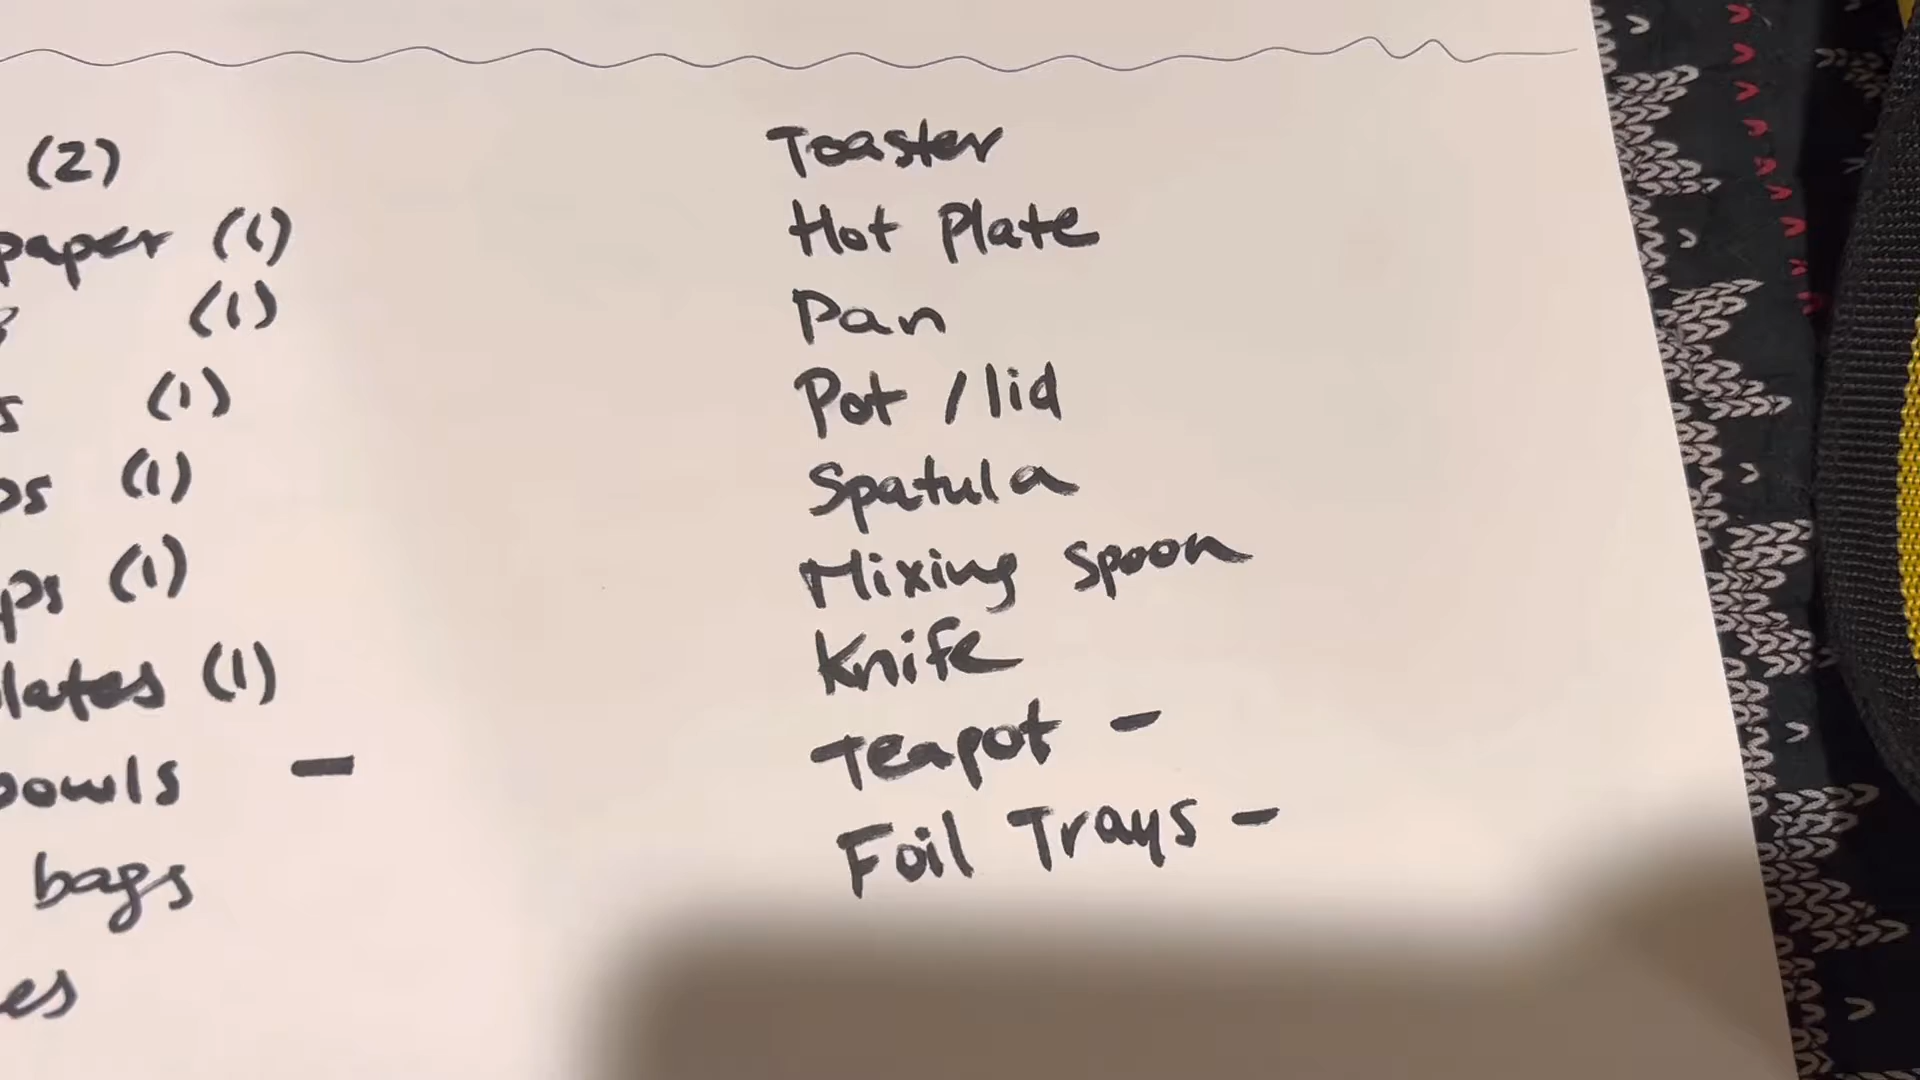 (2)
paper (1)
(1)
(1)
(1)
(1)
(1)
bowls -
bags
Toaster
Hot Plate
Pan
Pot / lid
Spatula
Mixing Spoon
Knife
Teapot -
Foil Trays -